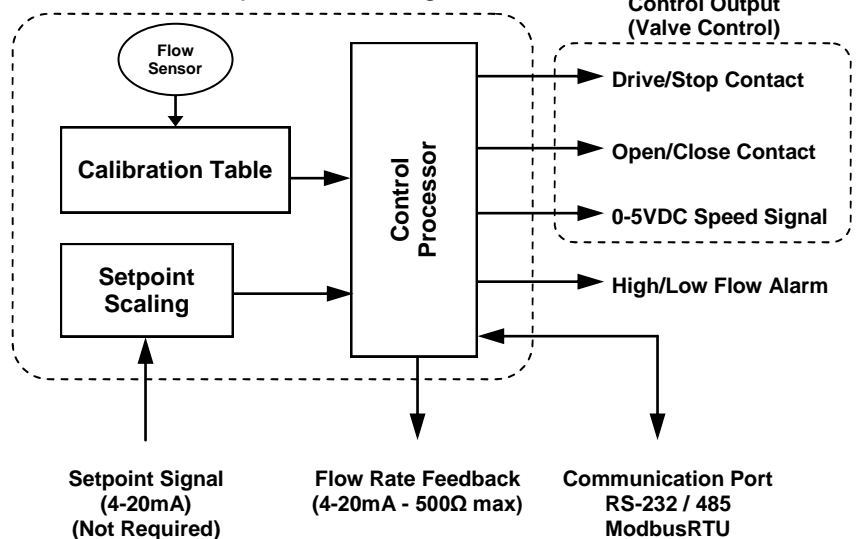 Control Output
(Valve Control)
Flow
Sensor
Drive/Stop Contact
Calibration Table
Open/Close Contact
Control
Processor
0-5VDC Speed Signal
Setpoint
Scaling
High/Low Flow Alarm
Setpoint Signal
(4-20mA)
(Not Required)
Flow Rate Feedback
(4-20mA - 500Ω max)
Communication Port
RS-232 / 485
ModbusRTU